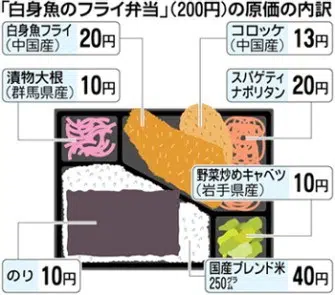 「白身魚のフライ弁当」(200円)の原価の内訳
白身魚フライ
(中国産)
20円
コロッケ
(中国産)
13円
漬物大根
(群馬県産)
10円
スパゲティ
ナポリタン
20円
野菜炒めキャベツ
(岩手県産)
10円
のり 10円
国産ブレンド米
250グラム
40円